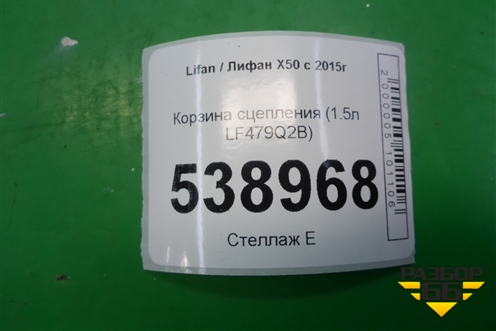 Lifan / Лифан X50 с 2015г
Корзина сцепления (1.5л
LF479Q2B)
538968
Стеллаж Е
2000005101106
РАЗБОР
66